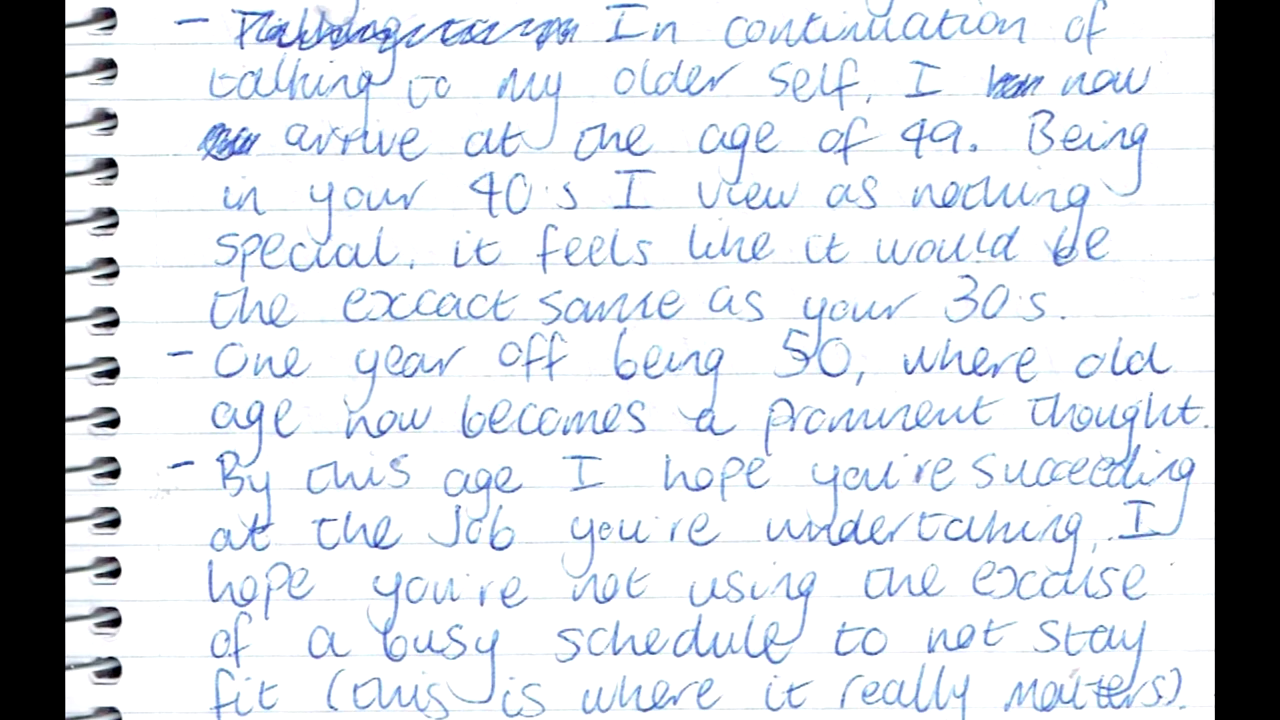 - In continuation of
talking to my older self, I now
arrive at the age of 49. Being
in your 40's I view as nothing
special, it feels like it would be
the exccact same as your 30's.
- One year off being 50, where old
age now becomes a prominent thought.
- By this age I hope you're succeeding
at the Job you're undertaking, I
hope you're not using the excuse
of a busy schedule to not stay
fit (this is where it really matters).